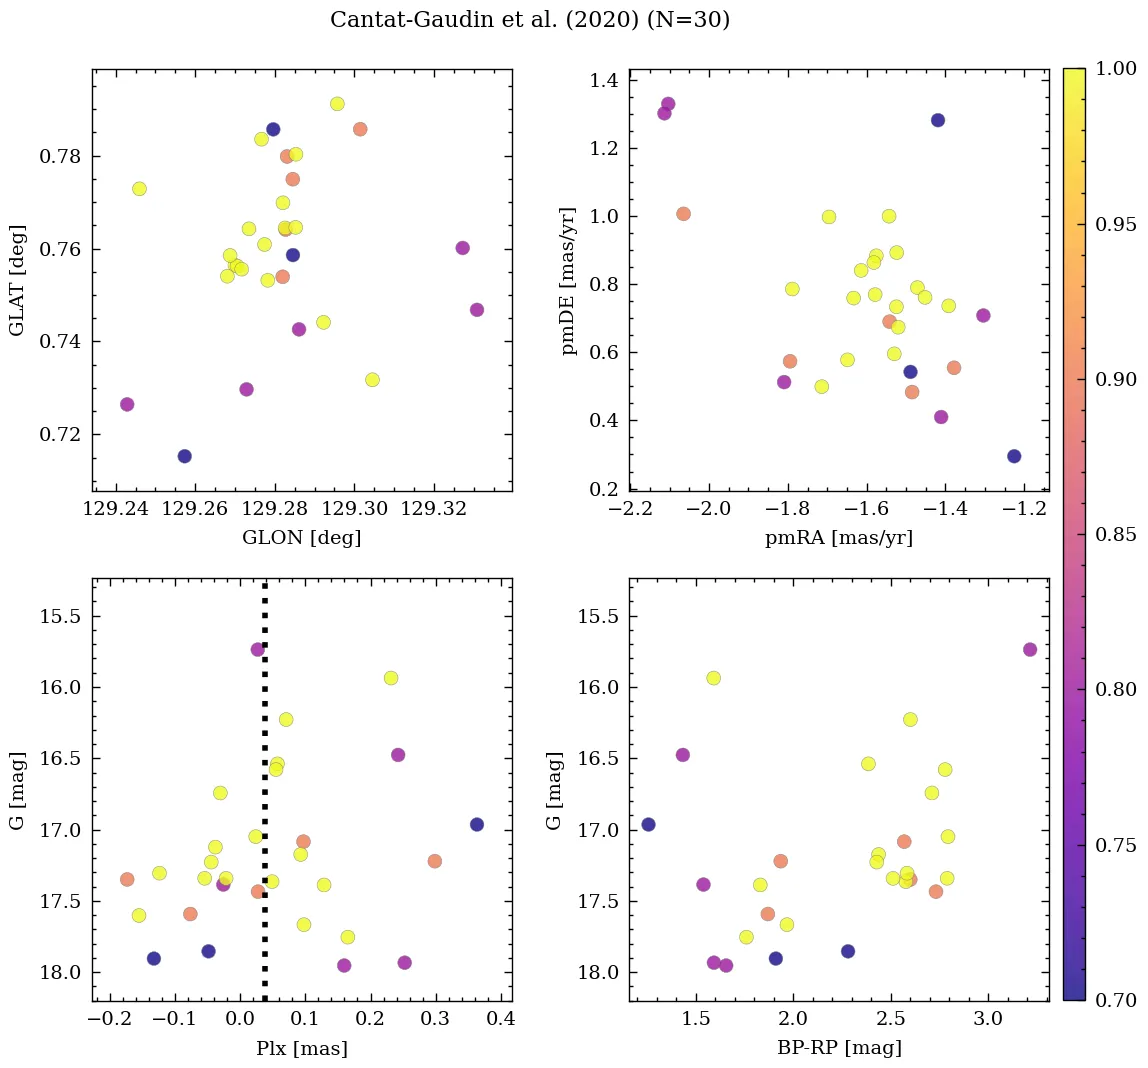 Cantat-Gaudin et al. (2020) (N=30)
0.78
0.76
0.74
0.72
GLAT [deg]
129.24 129.26 129.28 129.30 129.32
GLON [deg]
1.4
1.2
1.0
0.8
0.6
0.4
0.2
pmDE [mas/yr]
−2.2 −2.0 −1.8 −1.6 −1.4 −1.2
pmRA [mas/yr]
15.5
16.0
16.5
17.0
17.5
18.0
G [mag]
−0.2 −0.1 0.0 0.1 0.2 0.3 0.4
Plx [mas]
15.5
16.0
16.5
17.0
17.5
18.0
G [mag]
1.5 2.0 2.5 3.0
BP-RP [mag]
1.00
0.95
0.90
0.85
0.80
0.75
0.70